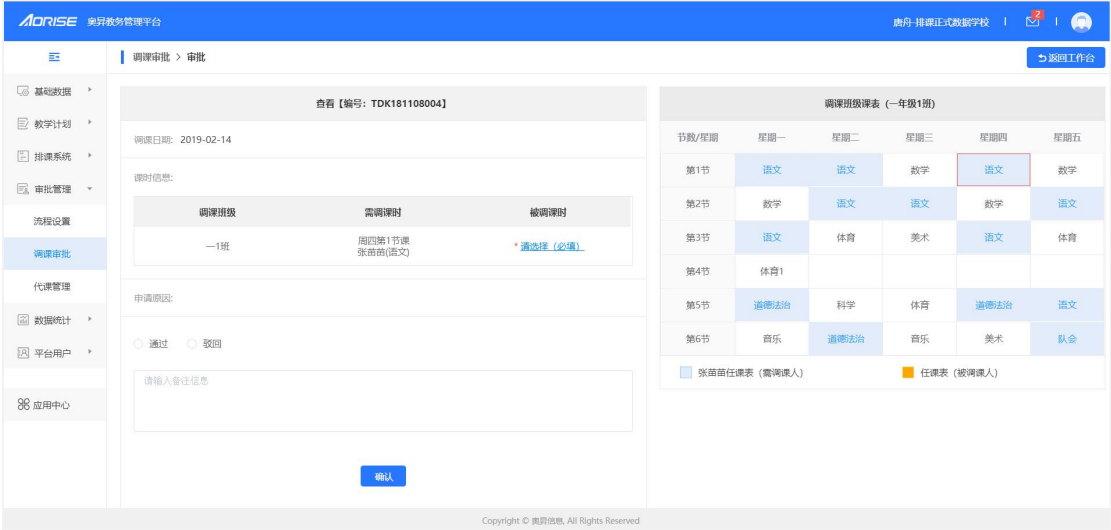 AORISE 奥昇教务管理平台
唐舟-排课正式数据学校
2
调课审批 > 审批
返回工作台
基础数据
教学计划
排课系统
审批管理
流程设置
调课审批
代课管理
数据统计
平台用户
应用中心
查看【编号：TDK181108004】
调课日期: 2019-02-14
课时信息:
调课班级 需调课时 被调课时
一1班 周四第1节课 * 请选择（必填）
张苗苗(语文)
申请原因:
通过 驳回
请输入备注信息
确认
调课班级课表（一年级1班）
节数/星期 星期一 星期二 星期三 星期四 星期五
第1节 语文 语文 数学 语文 数学
第2节 数学 语文 语文 数学 语文
第3节 语文 体育 美术 语文 体育
第4节 体育1
第5节 道德法治 科学 体育 道德法治 语文
第6节 音乐 道德法治 音乐 美术 队会
张苗苗任课表（需调课人） 任课表（被调课人）
Copyright © 奥昇信息, All Rights Reserved